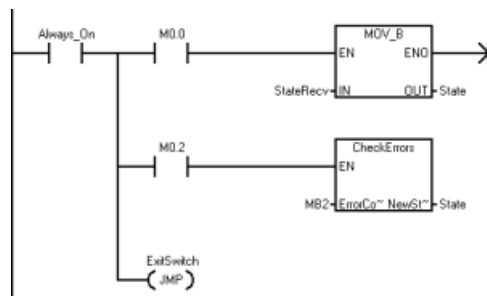 Always_On
M0.0
MOV_B
EN
ENO
StateRecv
IN
OUT
State
M0.2
CheckErrors
EN
MB2
ErrorCo~
NewSt~
State
ExitSwitch
JMP